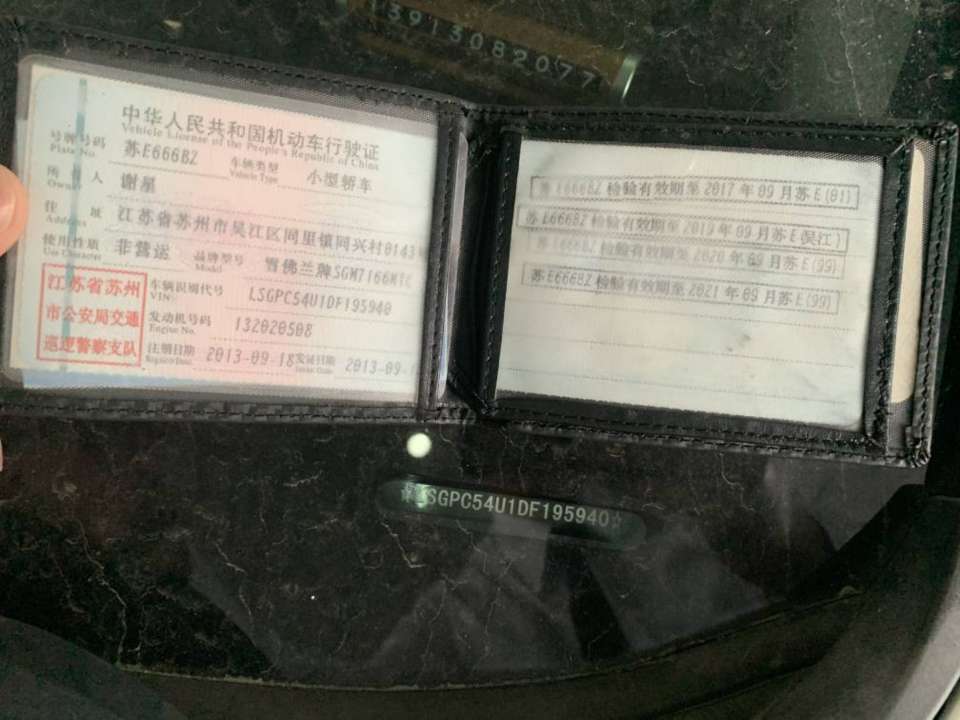 13913082077
中华人民共和国机动车行驶证
Vehicle License of the People's Republic of China
号牌号码 苏E666BZ 车辆类型 小型轿车
Plate No. Vehicle Type
所有人 谢星
Owner
住址 江苏省苏州市吴江区同里镇同兴村0143
Address
使用性质 非营运 品牌型号 雪佛兰牌SGM7166MTC
Use Character Model
江苏省苏州
市公安局交通
巡逻警察支队
车辆识别代号 LSGPC54U1DF195940
VIN
发动机号码 132020508
Engine No.
注册日期 2013-09-18 发证日期 2013-09-
Register Date Issue Date
苏E666BZ 检验有效期至2017年09月苏E(01)
苏E666BZ 检验有效期至2019年09月苏E(吴江)
苏E666BZ 检验有效期至2020年09月苏E(99)
苏E666BZ 检验有效期至2021年09月苏E(99)
LSGPC54U1DF195940☆